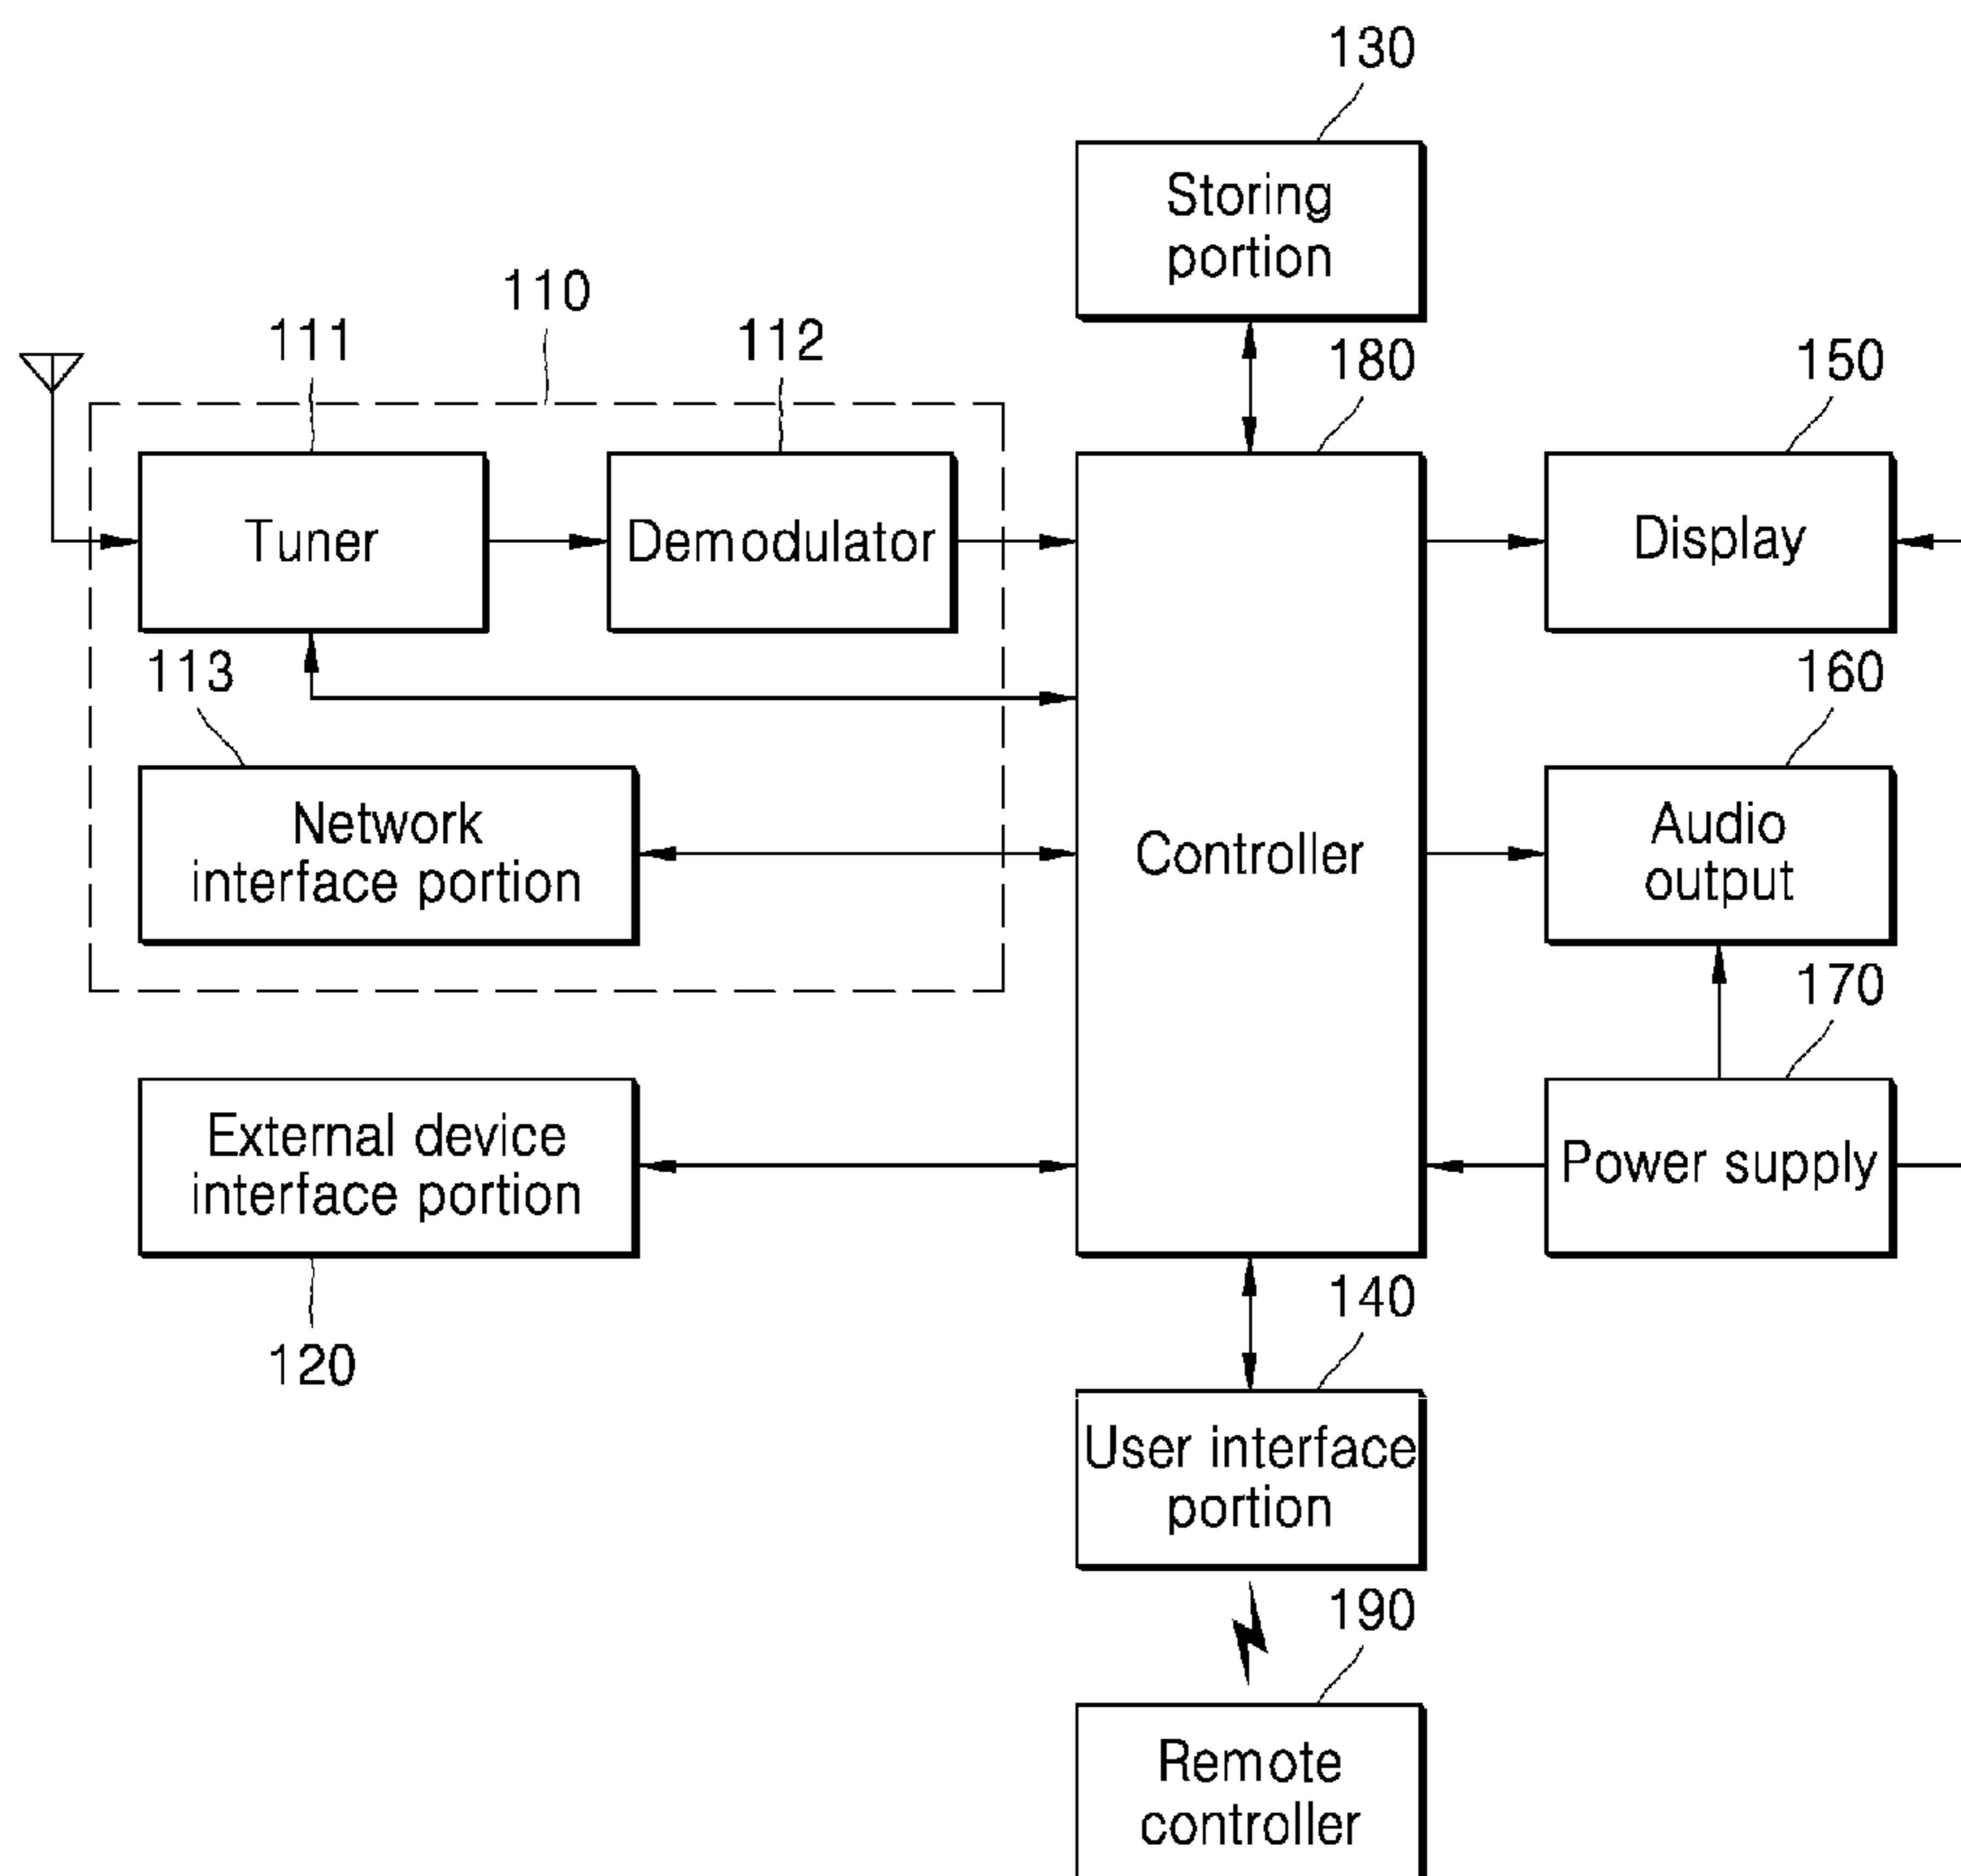 130
Storing
portion
110
111
112
180
150
Tuner
Demodulator
Display
113
160
Network
interface portion
Controller
Audio
output
170
External device
interface portion
Power supply
120
140
User interface
portion
190
Remote
controller